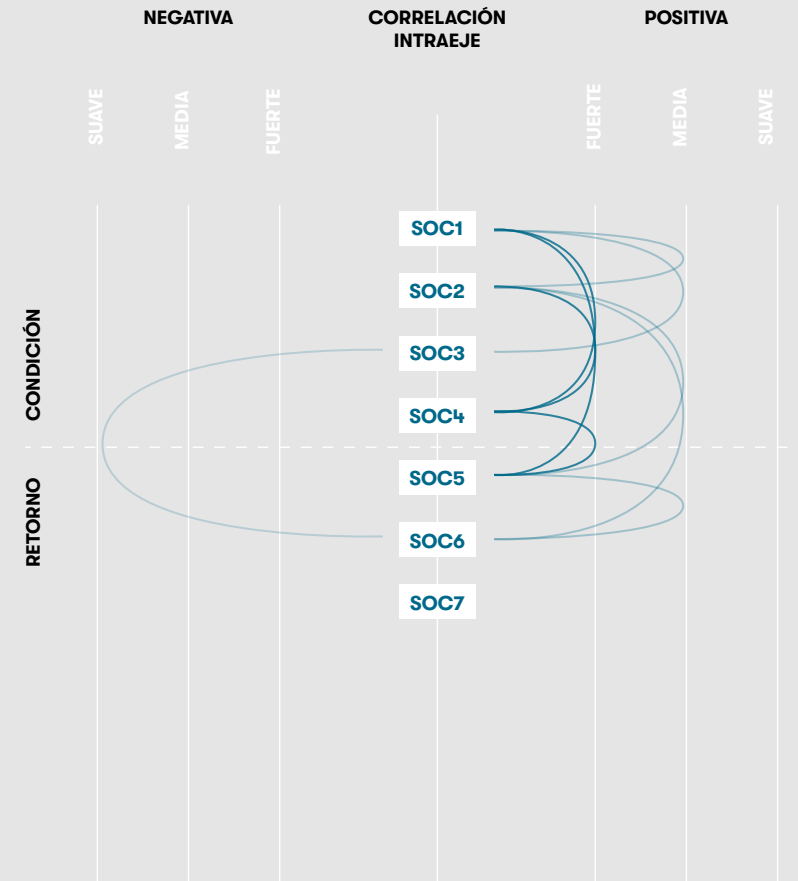 NEGATIVA
CORRELACIÓN
INTRAEJE
POSITIVA
SUAVE
MEDIA
FUERTE
FUERTE
MEDIA
SUAVE
CONDICIÓN
RETORNO
SOC1
SOC2
SOC3
SOC4
SOC5
SOC6
SOC7